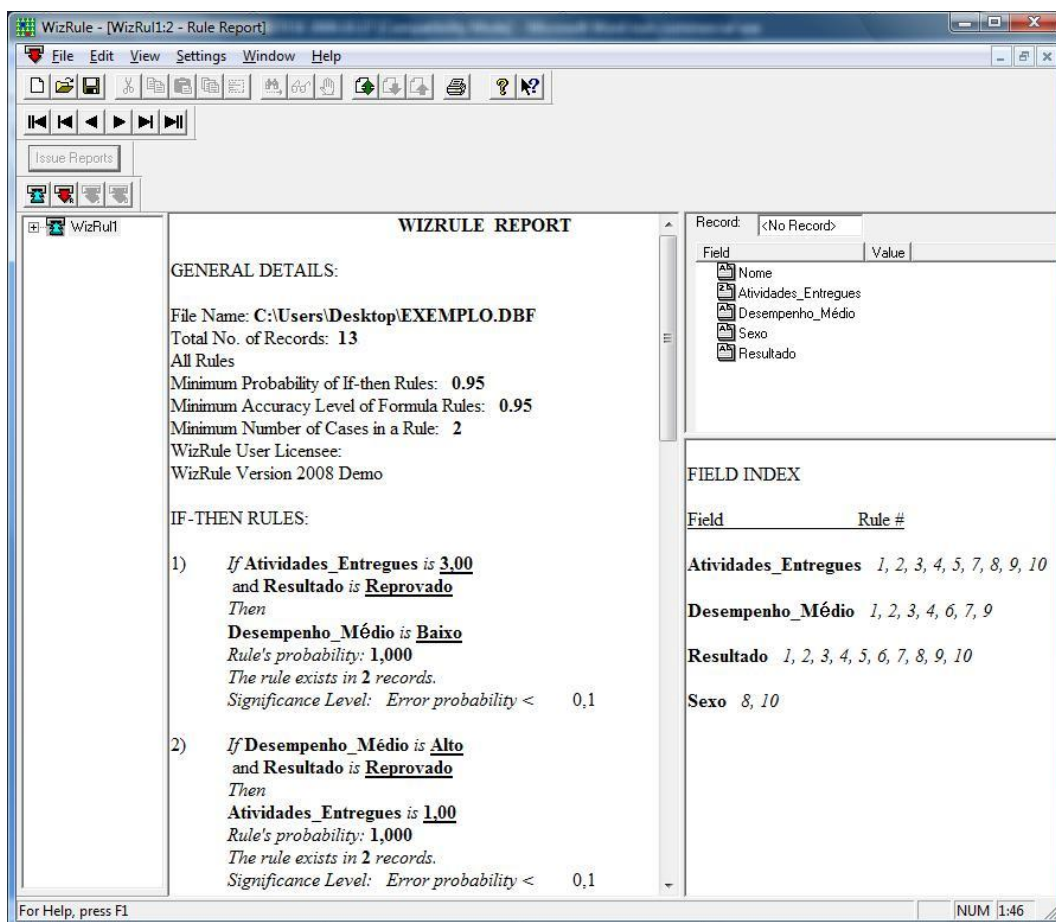 WizRule - [WizRul1:2 - Rule Report]
File Edit View Settings Window Help
Issue Reports
WizRul1
WIZRULE REPORT
GENERAL DETAILS:
File Name: C:\Users\Desktop\EXEMPLO.DBF
Total No. of Records: 13
All Rules
Minimum Probability of If-then Rules: 0.95
Minimum Accuracy Level of Formula Rules: 0.95
Minimum Number of Cases in a Rule: 2
WizRule User Licensee:
WizRule Version 2008 Demo
IF-THEN RULES:
1) If Atividades_Entregues is 3,00
and Resultado is Reprovado
Then
Desempenho_Médio is Baixo
Rule's probability: 1,000
The rule exists in 2 records.
Significance Level: Error probability < 0,1
2) If Desempenho_Médio is Alto
and Resultado is Reprovado
Then
Atividades_Entregues is 1,00
Rule's probability: 1,000
The rule exists in 2 records.
Significance Level: Error probability < 0,1
Record: <No Record>
Field Value
Nome
Atividades_Entregues
Desempenho_Médio
Sexo
Resultado
FIELD INDEX
Field Rule #
Atividades_Entregues 1, 2, 3, 4, 5, 7, 8, 9, 10
Desempenho_Médio 1, 2, 3, 4, 6, 7, 9
Resultado 1, 2, 3, 4, 5, 6, 7, 8, 9, 10
Sexo 8, 10
For Help, press F1
NUM 1:46